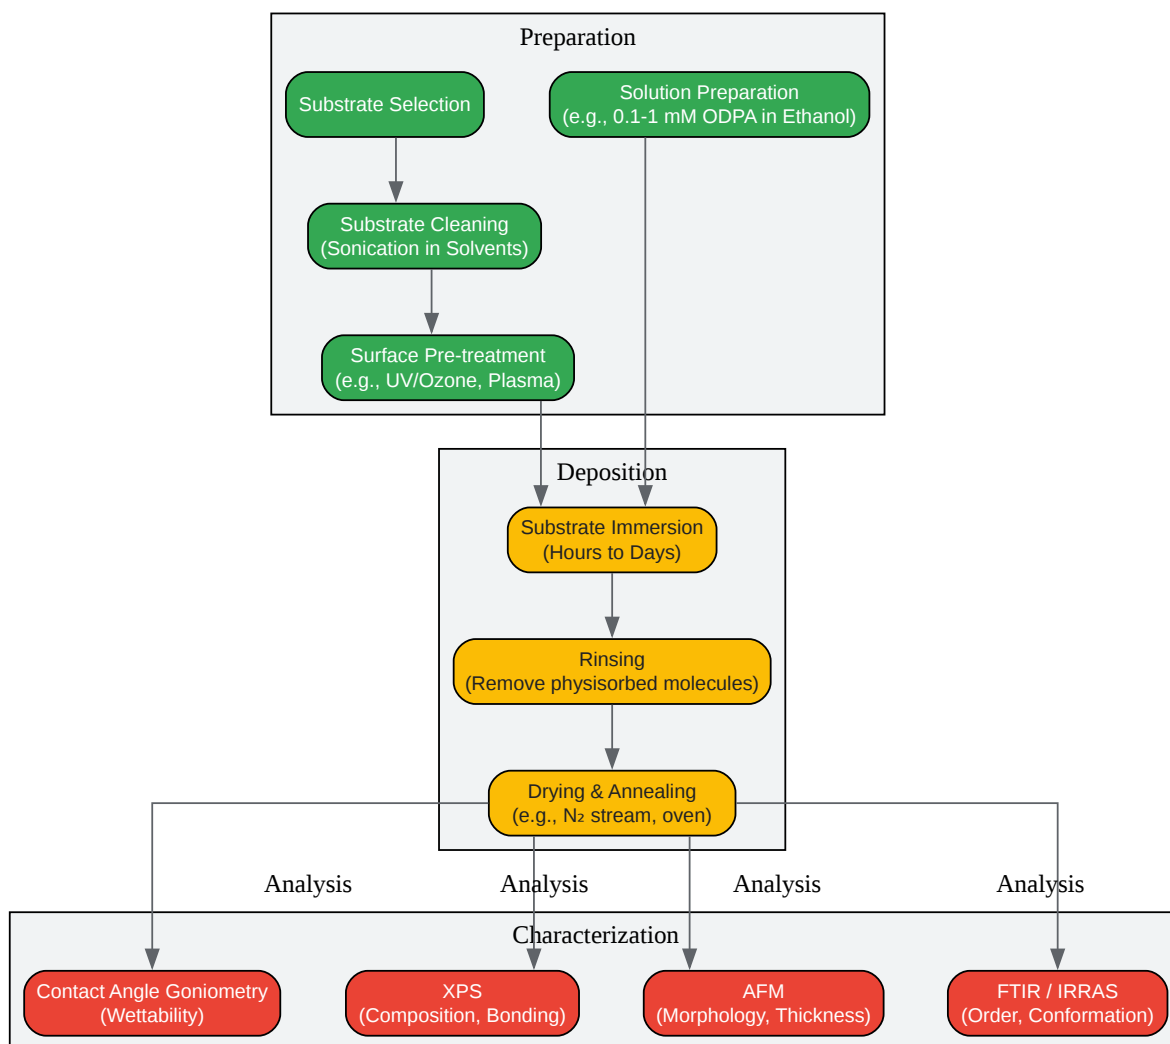 Preparation
Substrate Selection
Solution Preparation
(e.g., 0.1-1 mM ODPA in Ethanol)
Substrate Cleaning
(Sonication in Solvents)
Surface Pre-treatment
(e.g., UV/Ozone, Plasma)
Deposition
Substrate Immersion
(Hours to Days)
Rinsing
(Remove physisorbed molecules)
Drying & Annealing
(e.g., N₂ stream, oven)
Analysis
Analysis
Analysis
Analysis
Characterization
Contact Angle Goniometry
(Wettability)
XPS
(Composition, Bonding)
AFM
(Morphology, Thickness)
FTIR / IRRAS
(Order, Conformation)